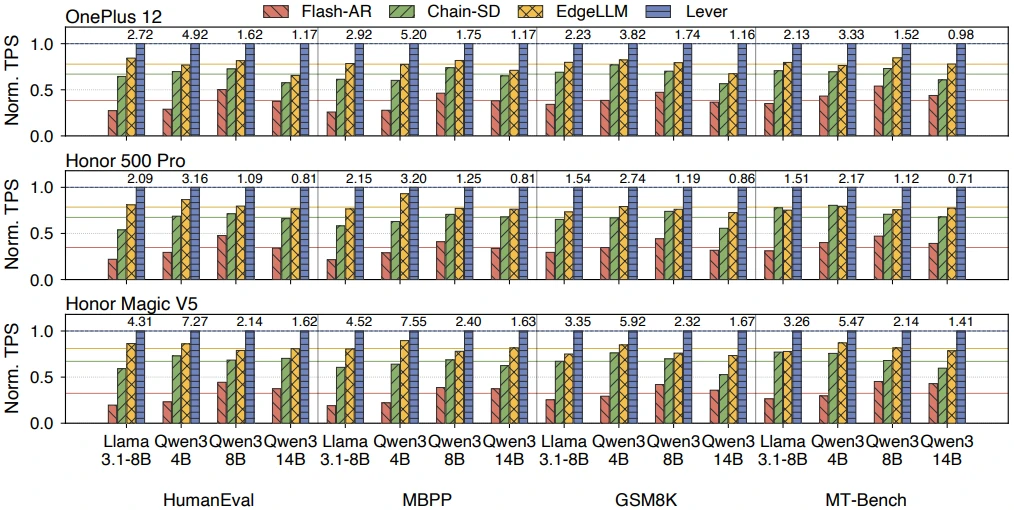 OnePlus 12
Flash-AR Chain-SD EdgeLLM Lever
2.72 4.92 1.62 1.17 2.92 5.20 1.75 1.17 2.23 3.82 1.74 1.16 2.13 3.33 1.52 0.98
Norm. TPS
1.0
0.5
0.0
Honor 500 Pro
2.09 3.16 1.09 0.81 2.15 3.20 1.25 0.81 1.54 2.74 1.19 0.86 1.51 2.17 1.12 0.71
Norm. TPS
1.0
0.5
0.0
Honor Magic V5
4.31 7.27 2.14 1.62 4.52 7.55 2.40 1.63 3.35 5.92 2.32 1.67 3.26 5.47 2.14 1.41
Norm. TPS
1.0
0.5
0.0
Llama Qwen3 Qwen3 Qwen3 Llama Qwen3 Qwen3 Qwen3 Llama Qwen3 Qwen3 Qwen3 Llama Qwen3 Qwen3 Qwen3
3.1-8B 4B 8B 14B 3.1-8B 4B 8B 14B 3.1-8B 4B 8B 14B 3.1-8B 4B 8B 14B
HumanEval MBPP GSM8K MT-Bench